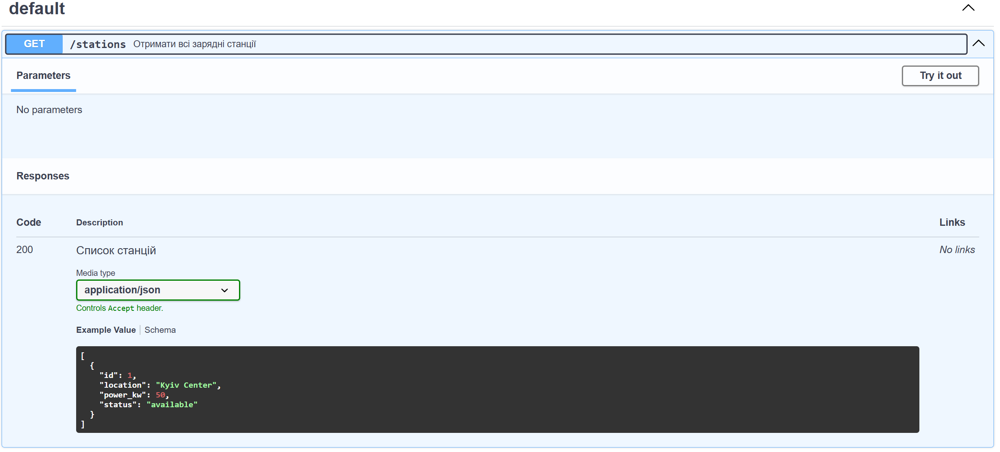 default
GET /stations Отримати всі зарядні станції
Parameters
Try it out
No parameters
Responses
Code Description Links
200 Список станцій No links
Media type
application/json
Controls Accept header.
Example Value Schema
[
  {
    "id": 1,
    "location": "Kyiv Center",
    "power_kw": 50,
    "status": "available"
  }
]